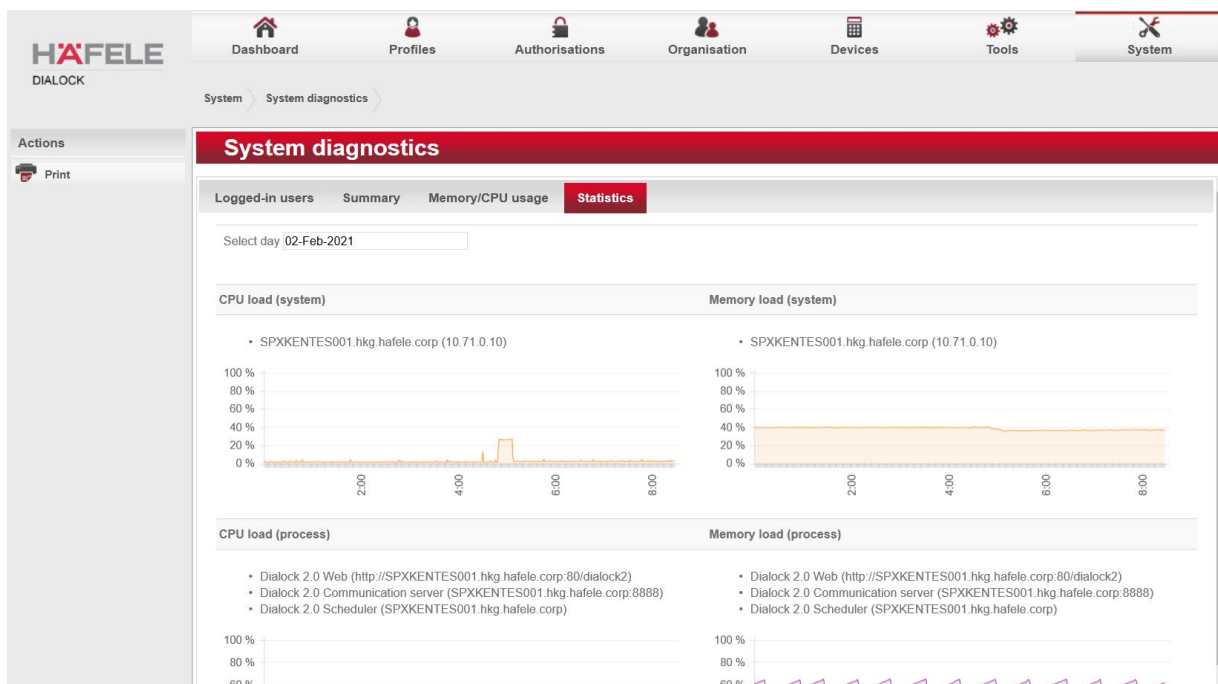 HÄFELE
DIALOCK
Dashboard
Profiles
Authorisations
Organisation
Devices
Tools
System
System
System diagnostics
Actions
Print
System diagnostics
Logged-in users
Summary
Memory/CPU usage
Statistics
Select day 02-Feb-2021
CPU load (system)
• SPXKENTES001.hkg.hafele.corp (10.71.0.10)
100 %
80 %
60 %
40 %
20 %
0 %
2:00
4:00
6:00
8:00
Memory load (system)
• SPXKENTES001.hkg.hafele.corp (10.71.0.10)
100 %
80 %
60 %
40 %
20 %
0 %
2:00
4:00
6:00
8:00
CPU load (process)
• Dialock 2.0 Web (http://SPXKENTES001.hkg.hafele.corp:80/dialock2)
• Dialock 2.0 Communication server (SPXKENTES001.hkg.hafele.corp:8888)
• Dialock 2.0 Scheduler (SPXKENTES001.hkg.hafele.corp)
100 %
80 %
60 %
Memory load (process)
• Dialock 2.0 Web (http://SPXKENTES001.hkg.hafele.corp:80/dialock2)
• Dialock 2.0 Communication server (SPXKENTES001.hkg.hafele.corp:8888)
• Dialock 2.0 Scheduler (SPXKENTES001.hkg.hafele.corp)
100 %
80 %
60 %